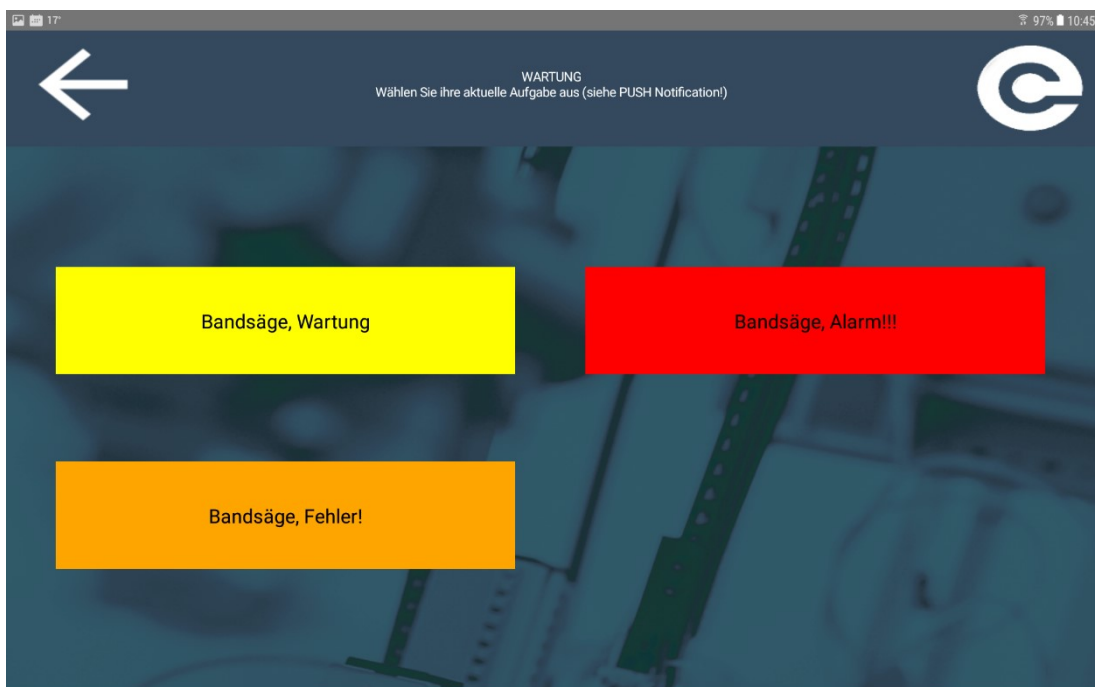 17° 97% 10:45
WARTUNG
Wählen Sie ihre aktuelle Aufgabe aus (siehe PUSH Notification!)
Bandsäge, Wartung
Bandsäge, Alarm!!!
Bandsäge, Fehler!